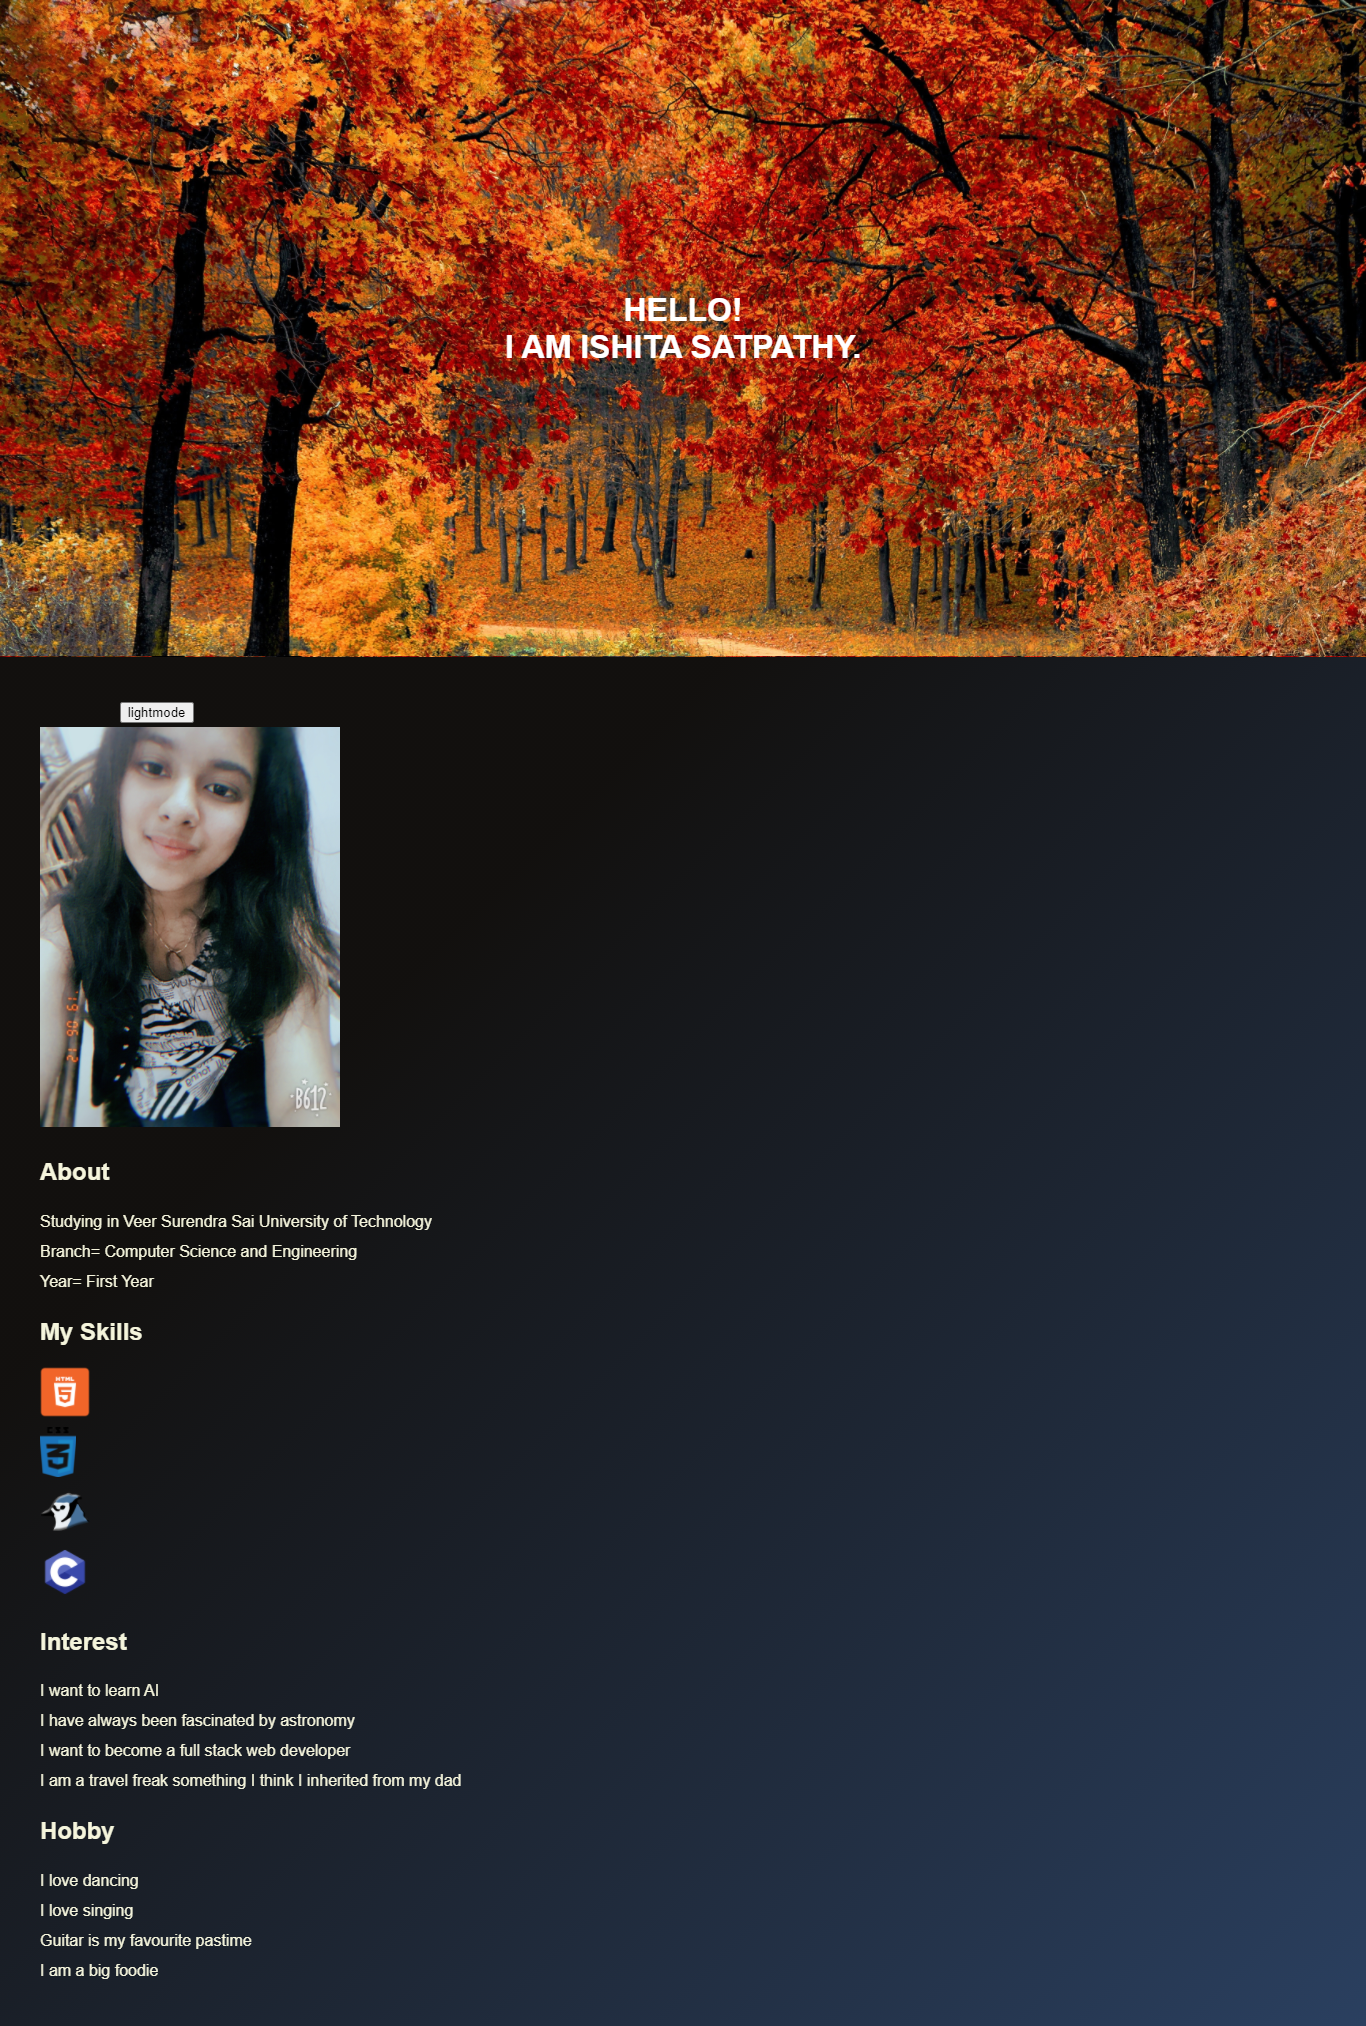 HELLO!
I AM ISHITA SATPATHY.
lightmode
B612
About
Studying in Veer Surendra Sai University of Technology
Branch= Computer Science and Engineering
Year= First Year
My Skills
HTML
5
CSS
3
C
Interest
I want to learn AI
I have always been fascinated by astronomy
I want to become a full stack web developer
I am a travel freak something I think I inherited from my dad
Hobby
I love dancing
I love singing
Guitar is my favourite pastime
I am a big foodie